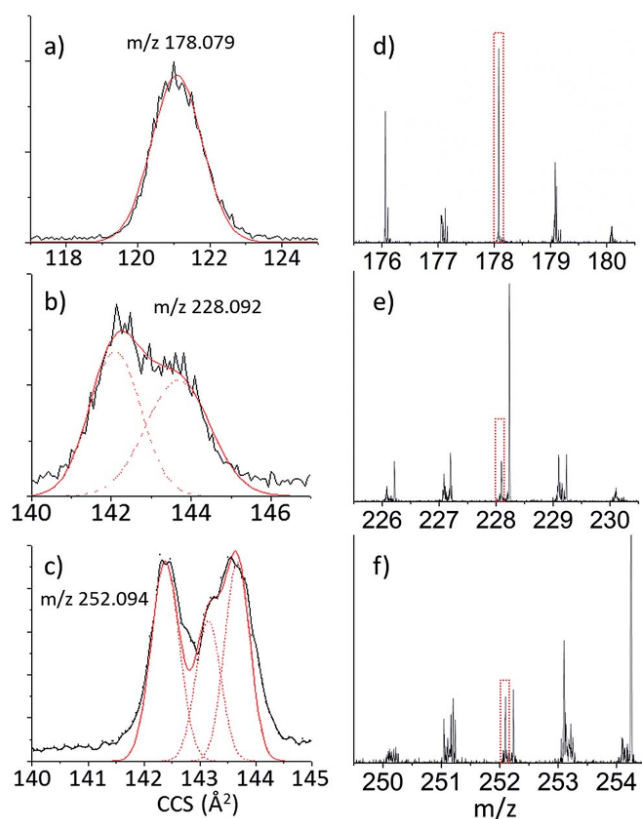 a)
m/z 178.079
118 120 122 124
b)
m/z 228.092
140 142 144 146
c)
m/z 252.094
140 141 142 143 144 145
CCS (Å²)
d)
176 177 178 179 180
e)
226 227 228 229 230
f)
250 251 252 253 254
m/z